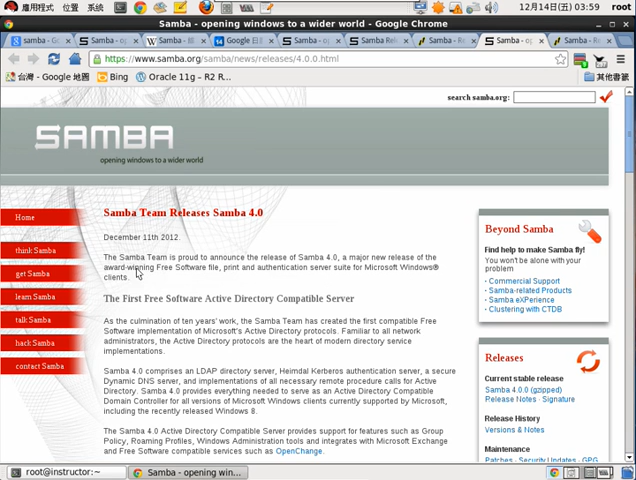 應用程式
12月14日(五) 03:59
Samba - opening windows to a wider world - Google Chrome
samba - G
Samb
W
Goog
14 Google 日
Samba - op
Samba Rele
Samba - Re
Samba - op
Samba - Re
https://www.samba.org/samba/news/releases/4.0.0.html
台灣 - Google 地圖
Bing
Oracle 11g – R2 R...
其他書籤
search samba.org:
SAMBA
opening windows to a wider world
Home
think Samba
get Samba
learn Samba
talk Samba
hack Samba
contact Samba
Samba Team Releases Samba 4.0
December 11th 2012.
The Samba Team is proud to announce the release of Samba 4.0, a major new release of the
award-winning Free Software file, print and authentication server suite for Microsoft Windows®
clients.
The First Free Software Active Directory Compatible Server
As the culmination of ten years' work, the Samba Team has created the first compatible Free
Software implementation of Microsoft's Active Directory protocols. Familiar to all network
administrators, the Active Directory protocols are the heart of modern directory service
implementations.
Samba 4.0 comprises an LDAP directory server, Heimdal Kerberos authentication server, a secure
Dynamic DNS server, and implementations of all necessary remote procedure calls for Active
Directory. Samba 4.0 provides everything needed to serve as an Active Directory Compatible
Domain Controller for all versions of Microsoft Windows clients currently supported by Microsoft,
including the recently released Windows 8.
The Samba 4.0 Active Directory Compatible Server provides support for features such as Group
Policy, Roaming Profiles, Windows Administration tools and integrates with Microsoft Exchange
and Free Software compatible services such as OpenChange.
Beyond Samba
Find help to make Samba fly!
You won't be alone with your
problem
· Commercial Support
· Samba-related Products
· Samba eXPerience
· Clustering with CTDB
Releases
Current stable release
Samba 4.0.0 (gzipped)
Release Notes · Signature
Release History
Versions & Notes
Maintenance
Patches · Security Updates · GPG
root@instructor:~
Samba - opening win...